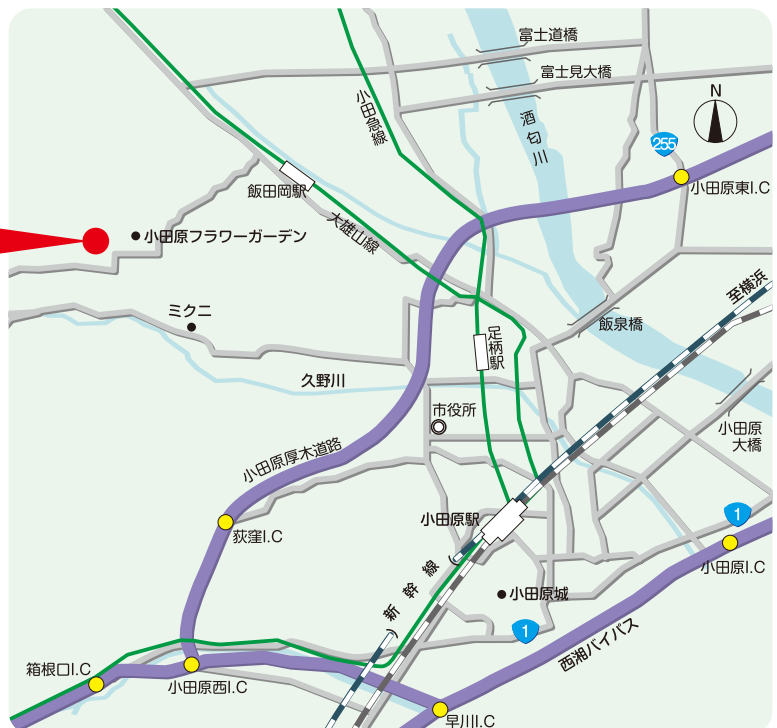 富士道橋
富士見大橋
小田急線
酒匂川
N
255
小田原東I.C
飯田岡駅
大雄山線
小田原フラワーガーデン
至横浜
ミクニ
飯泉橋
足柄駅
久野川
市役所
小田原
大橋
小田原厚木道路
小田原駅
1
荻窪I.C
小田原I.C
新幹線
小田原城
1
西湘バイパス
箱根口I.C
小田原西I.C
早川I.C